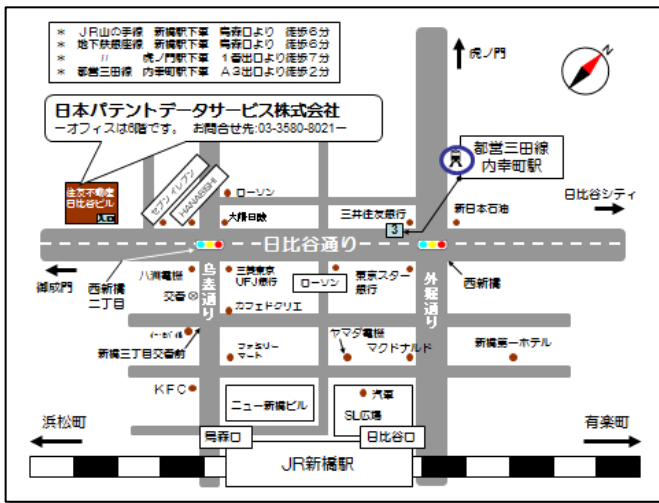 * JR山の手線 新橋駅下車 烏森口より 徒歩6分
* 地下鉄銀座線 新橋駅下車 烏森口より 徒歩6分
* 〃 虎ノ門駅下車 1番出口より徒歩7分
* 都営三田線 内幸町駅下車 A3出口より徒歩2分
虎ノ門
日本パテントデータサービス株式会社
ーオフィスは6階です。 お問合せ先:03-3580-8021ー
都営三田線
内幸町駅
住友不動産
日比谷ビル
入口
セブンイレブン
HANABISHI
ローソン
大陽日酸
三井住友銀行
3
新日本石油
日比谷シティ
日比谷通り
御成門
西新橋
二丁目
八洲電機
交番
烏森通り
三菱東京
UFJ銀行
ローソン
東京スター
銀行
外堀通り
西新橋
カフェドクリエ
新橋三丁目交番前
ファミリー
マート
ヤマダ電機
マクドナルド
新橋第一ホテル
KFC
ニュー新橋ビル
汽車
SL広場
浜松町
烏森口
日比谷口
有楽町
JR新橋駅